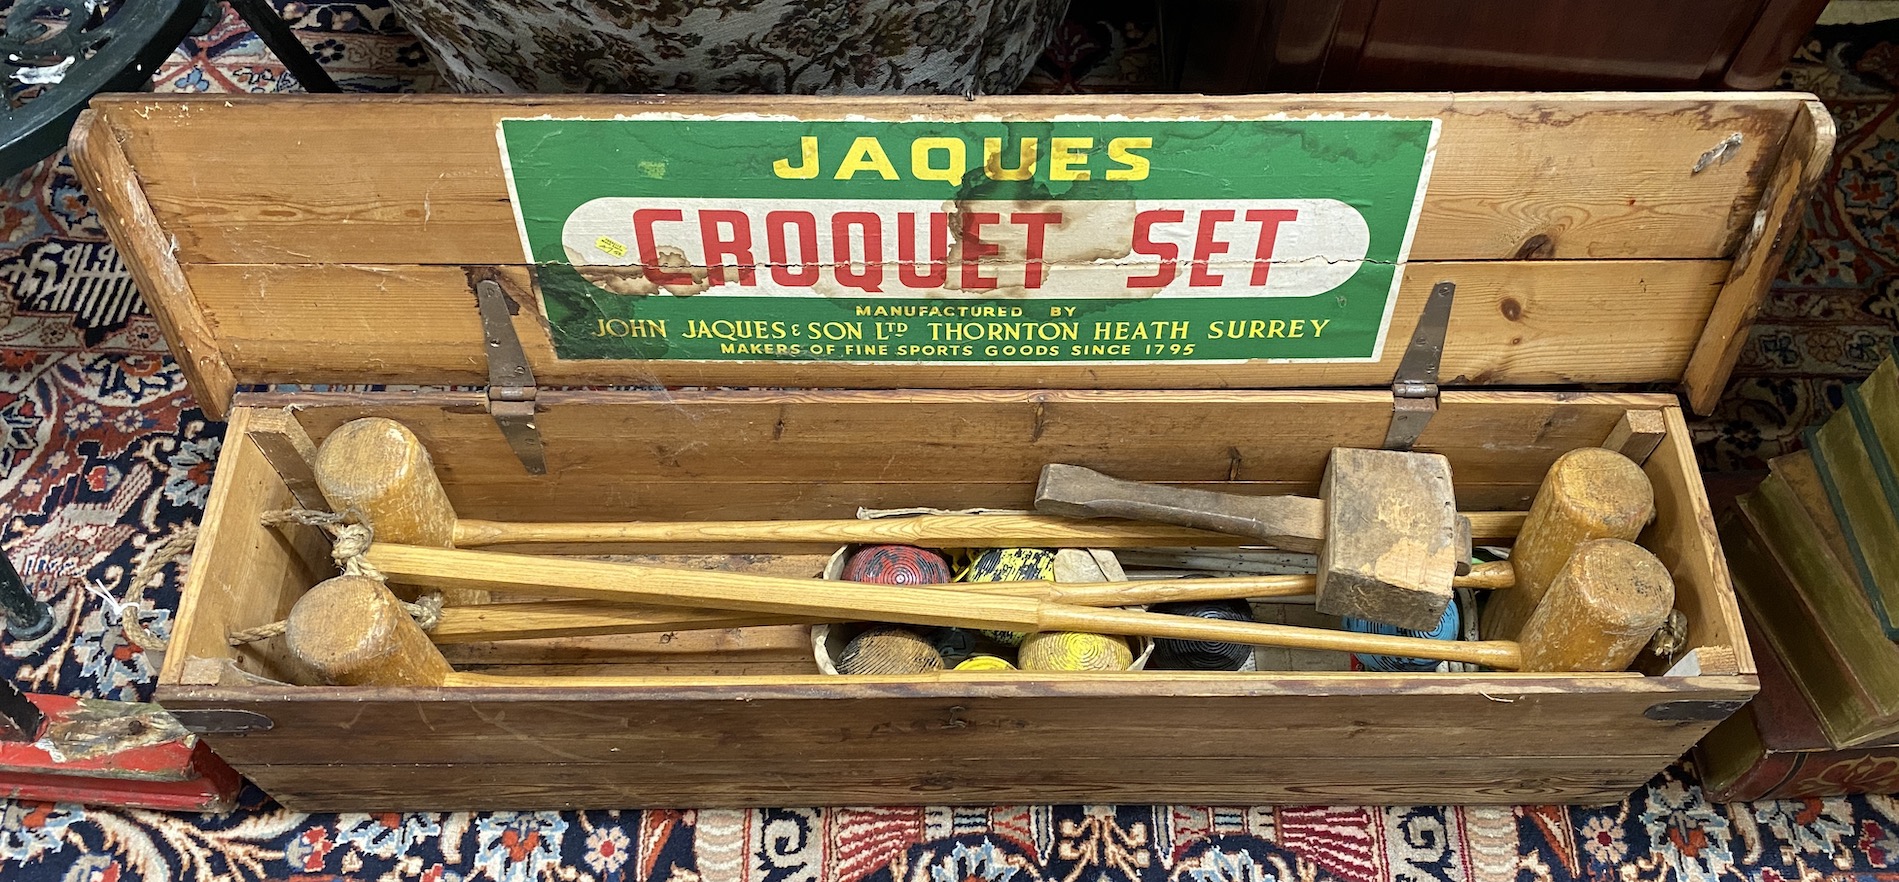 JAQUES
CROQUET SET
MANUFACTURED BY
JOHN JAQUES & SON LTD THORNTON HEATH SURREY
MAKERS OF FINE SPORTS GOODS SINCE 1795